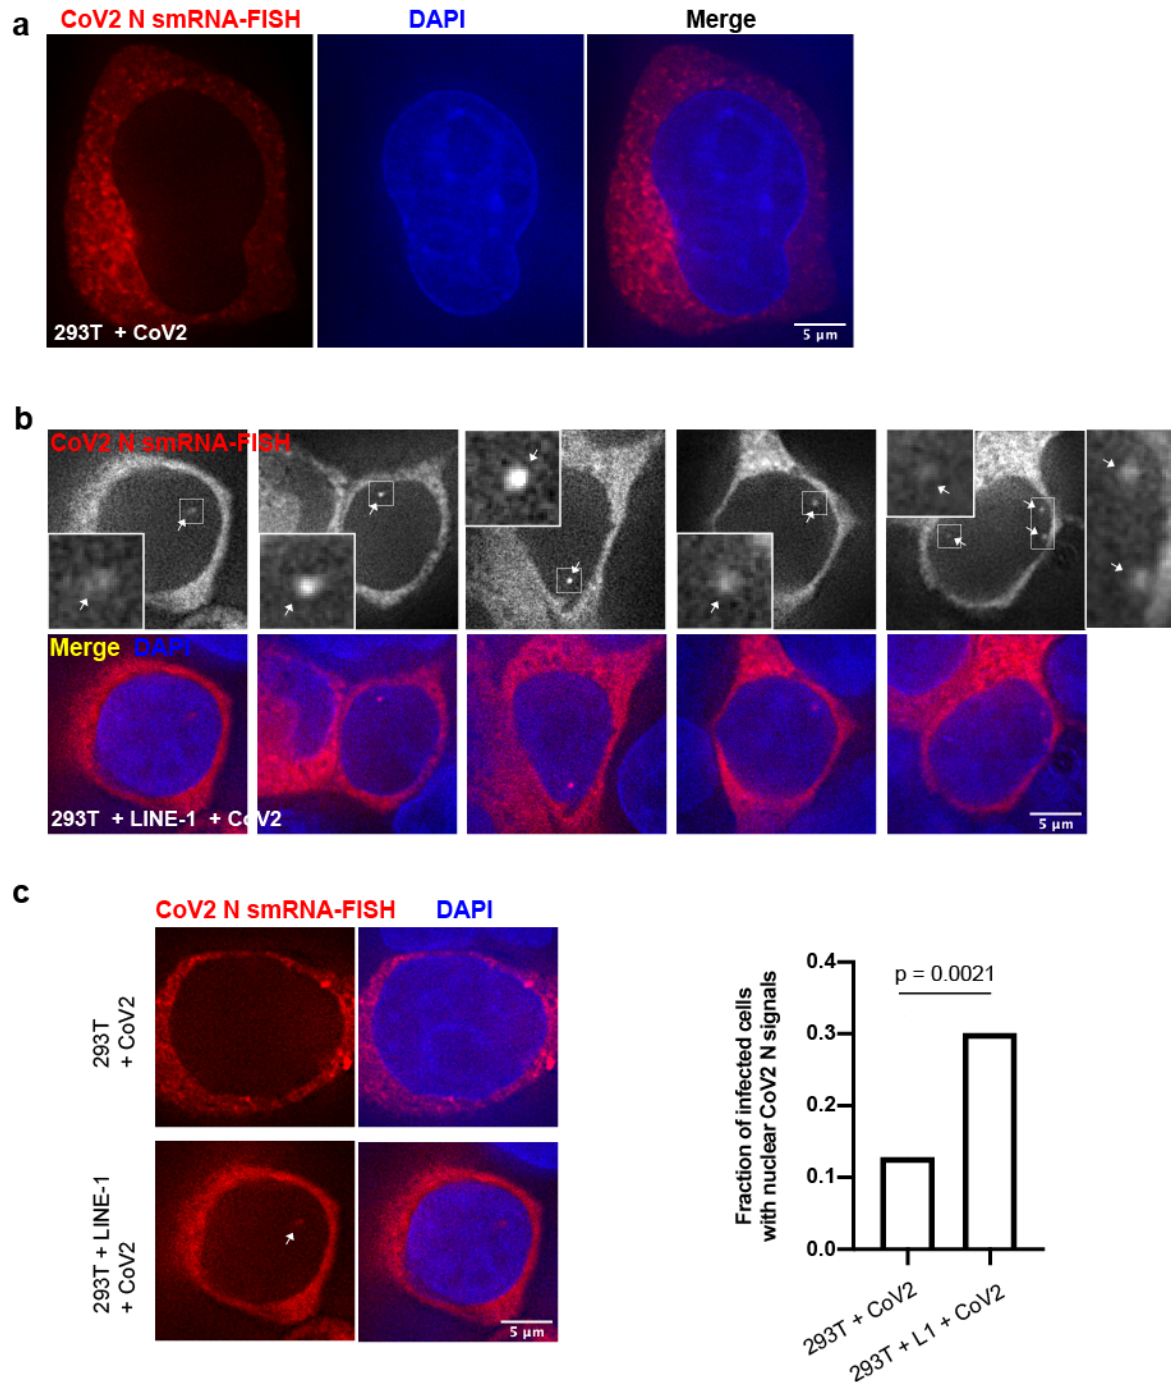 a
CoV2 N smRNA-FISH DAPI Merge
293T + CoV2
5 µm
b
CoV2 N smRNA-FISH
Merge DAPI
293T + LINE-1 + CoV2
5 µm
c
CoV2 N smRNA-FISH DAPI
293T
+ CoV2
293T + LINE-1
+ CoV2
5 µm
Fraction of infected cells
with nuclear CoV2 N signals
0.4
0.3
0.2
0.1
0.0
p = 0.0021
293T + CoV2
293T + L1 + CoV2